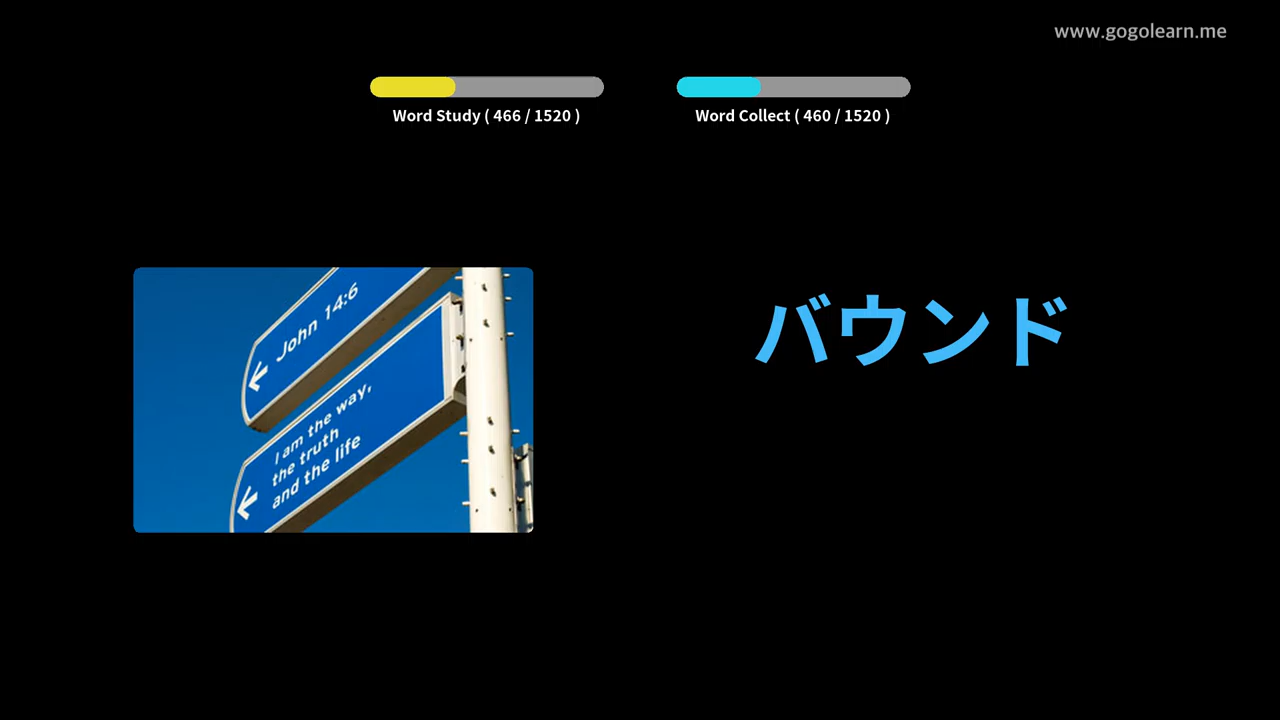 www.gogolearn.me
Word Study ( 466 / 1520 )
Word Collect ( 460 / 1520 )
John 14:6
I am the way,
the truth
and the life
バウンド